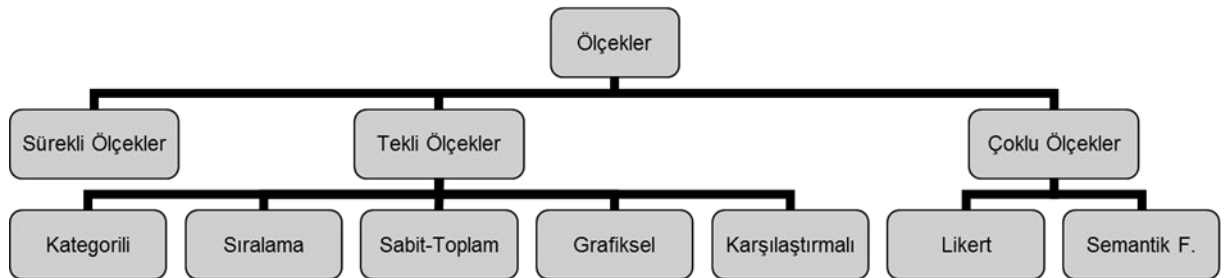 Ölçekler
Sürekli Ölçekler
Tekli Ölçekler
Çoklu Ölçekler
Kategorili
Sıralama
Sabit-Toplam
Grafiksel
Karşılaştırmalı
Likert
Semantik F.